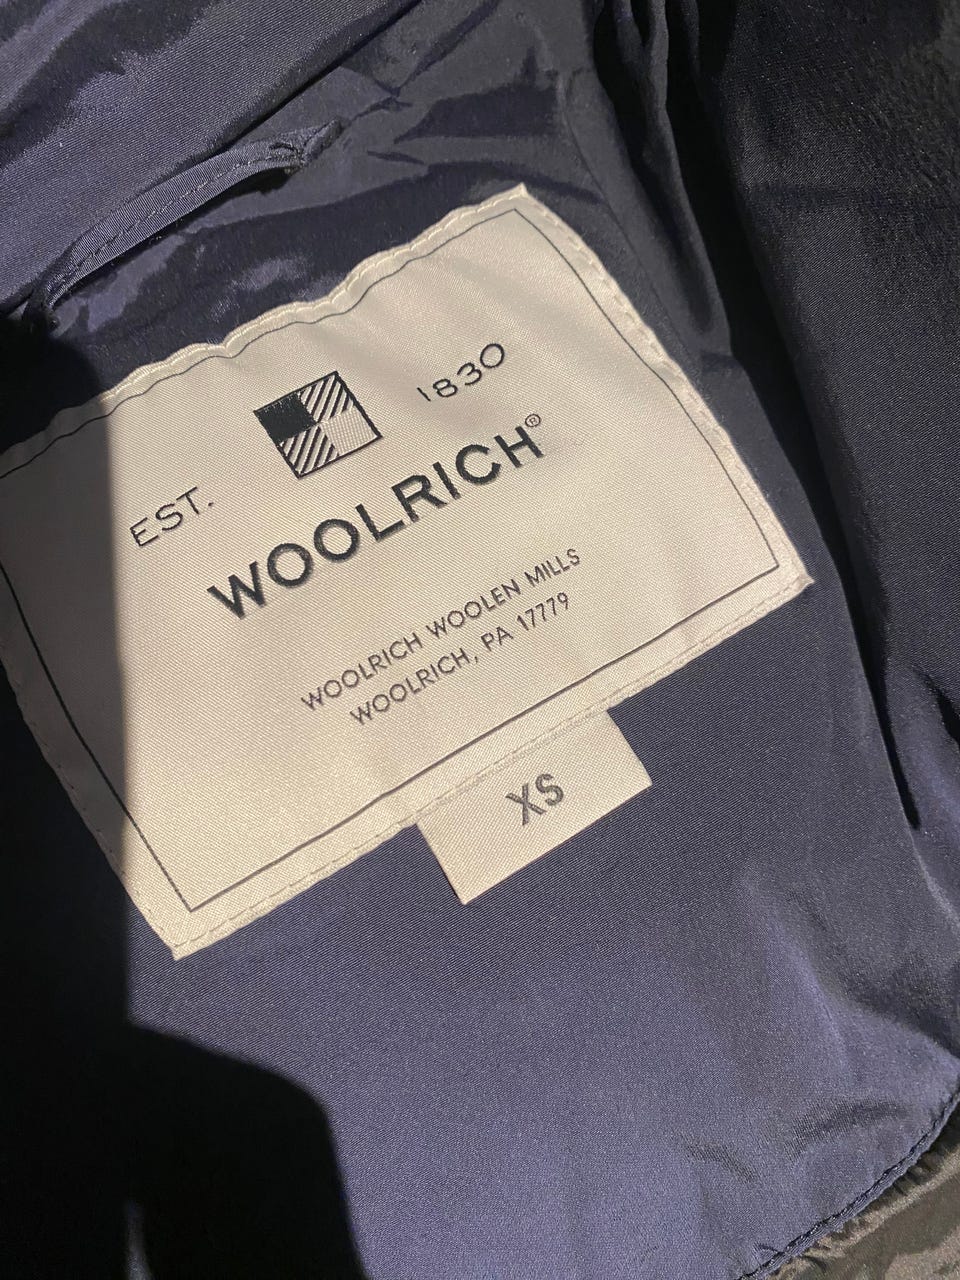 EST. 1830
WOOLRICH®
WOOLRICH WOOLEN MILLS
WOOLRICH, PA 17779
XS